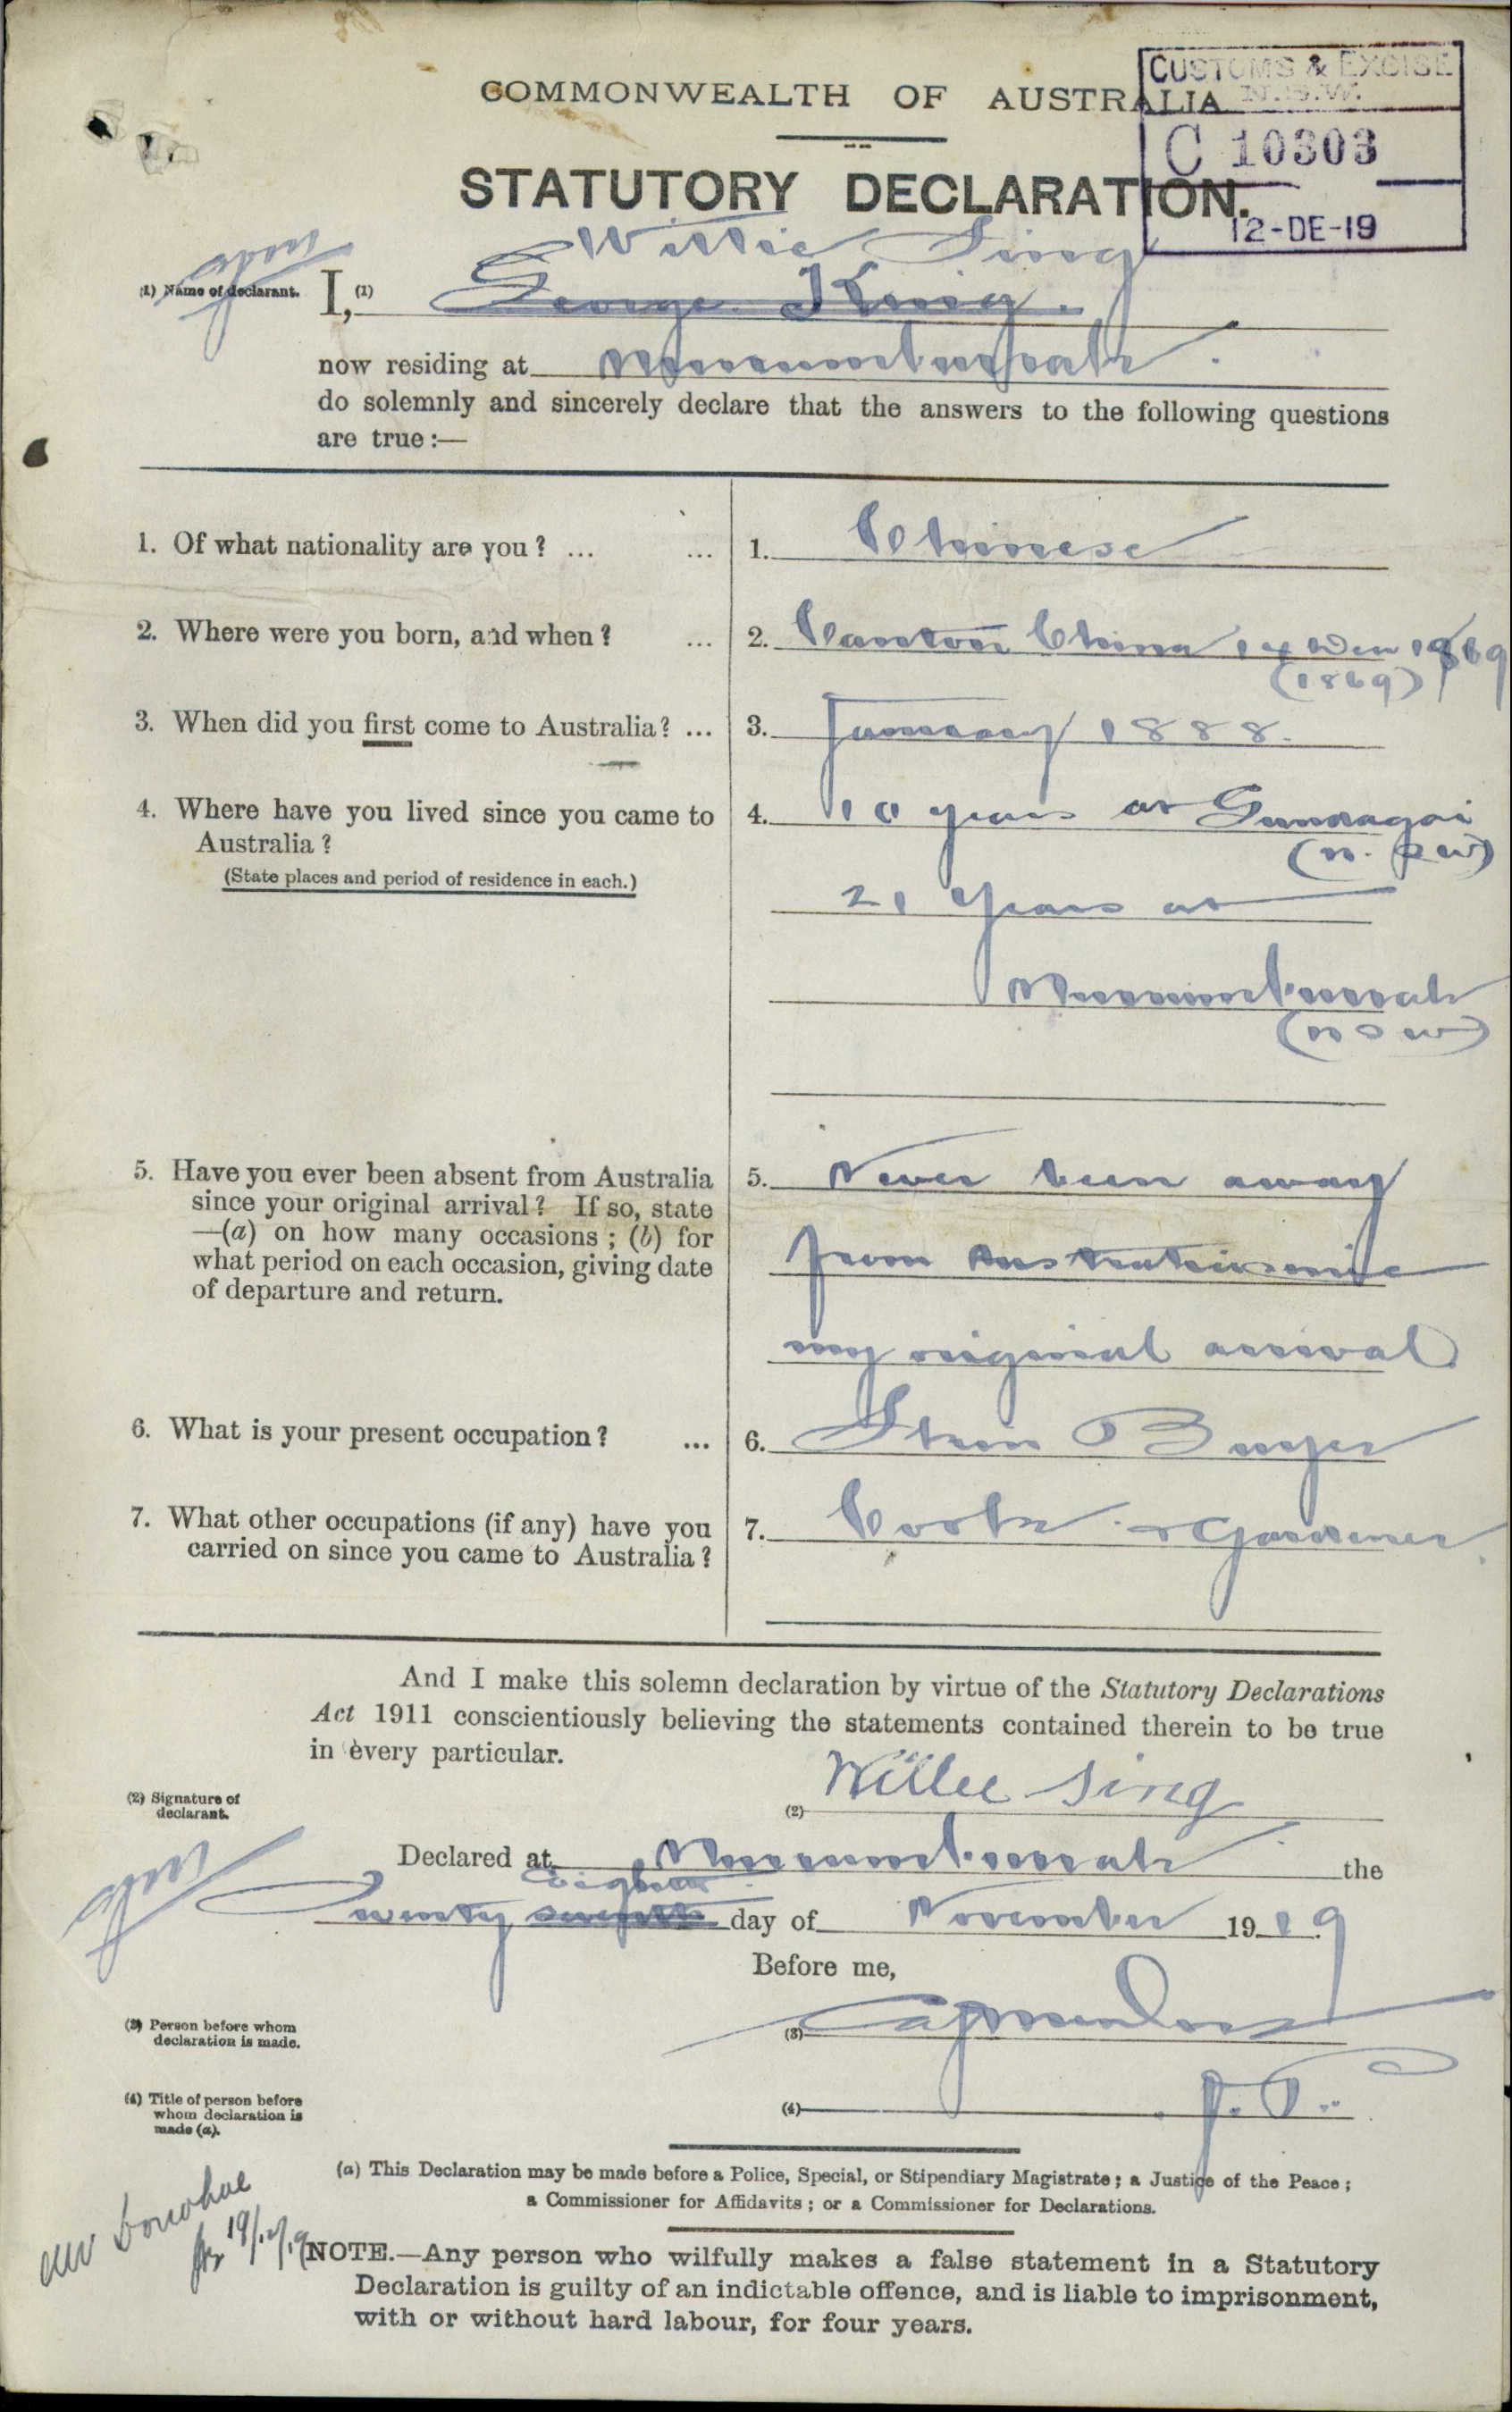 CUSTOMS & EXCISE
N.S.W.
C 10303
12-DE-19
COMMONWEALTH OF AUSTRALIA
STATUTORY DECLARATION.
Willie Sing
(1) Name of declarant. I, (1) George King.
now residing at Murrumburrah.
do solemnly and sincerely declare that the answers to the following questions
are true:—
1. Of what nationality are you? ... ... 1. Chinese
2. Where were you born, and when? ... 2. Canton China 14 Dec 1869
(1869)
3. When did you first come to Australia? ... 3. January 1888.
4. Where have you lived since you came to 4. 10 years at Gundagai
Australia?
(N.S.W)
(State places and period of residence in each.)
21 Years at
Murrumburrah
(NSW)
5. Have you ever been absent from Australia 5. Never been away
since your original arrival? If so, state
—(a) on how many occasions; (b) for from Australia since
what period on each occasion, giving date
of departure and return.
my original arrival
6. What is your present occupation? ... 6. Skin Buyer
7. What other occupations (if any) have you 7. Cook & Gardener.
carried on since you came to Australia?
And I make this solemn declaration by virtue of the Statutory Declarations
Act 1911 conscientiously believing the statements contained therein to be true
in every particular.
(2) Signature of
declarant.
(2) Willee Sing
Declared at Murrumburrah the
Eighth
Twenty seventh day of November 1919.
Before me,
(3) Person before whom
declaration is made.
(3)
(4) Title of person before
whom declaration is
made (a).
(4) J.P.
(a) This Declaration may be made before a Police, Special, or Stipendiary Magistrate; a Justice of the Peace;
a Commissioner for Affidavits; or a Commissioner for Declarations.
Donohue
19/12/19
NOTE.—Any person who wilfully makes a false statement in a Statutory
Declaration is guilty of an indictable offence, and is liable to imprisonment,
with or without hard labour, for four years.